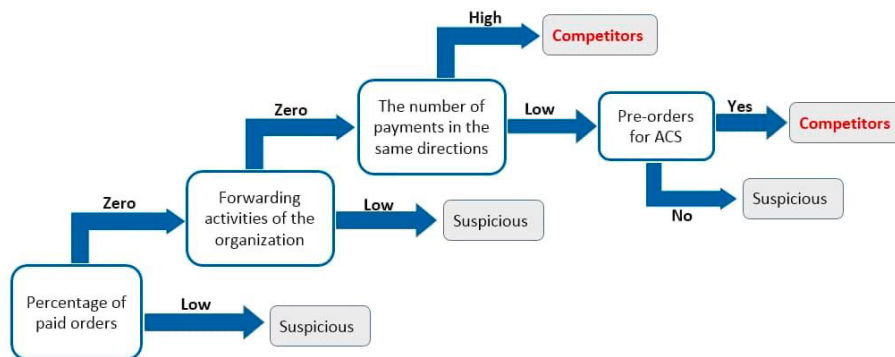 High
Competitors
Zero
The number of
payments in the
same directions
Low
Pre-orders
for ACS
Yes
Competitors
Zero
Forwarding
activities of the
organization
Low
Suspicious
No
Suspicious
Percentage of
paid orders
Low
Suspicious